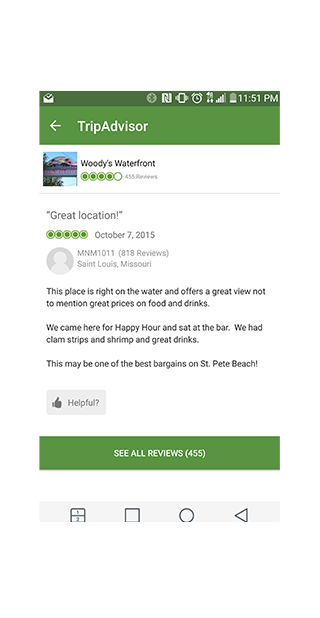 11:51 PM
TripAdvisor
Woody's Waterfront
455 Reviews
"Great location!"
October 7, 2015
MNM1011 (818 Reviews)
Saint Louis, Missouri
This place is right on the water and offers a great view not
to mention great prices on food and drinks.
We came here for Happy Hour and sat at the bar. We had
clam strips and shrimp and great drinks.
This may be one of the best bargains on St. Pete Beach!
Helpful?
SEE ALL REVIEWS (455)
1
2